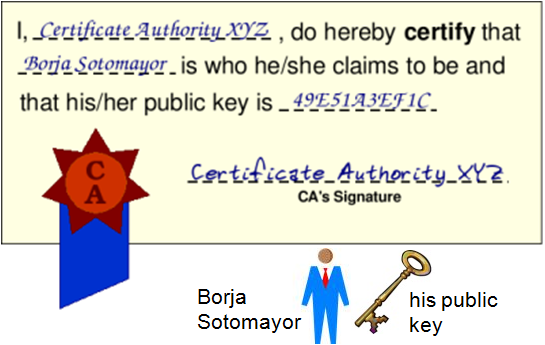 I, Certificate Authority XYZ , do hereby certify that
Borja Sotomayor is who he/she claims to be and
that his/her public key is 49E51A3EF1C
C
A
Certificate Authority XYZ
CA's Signature
Borja
Sotomayor
his public
key